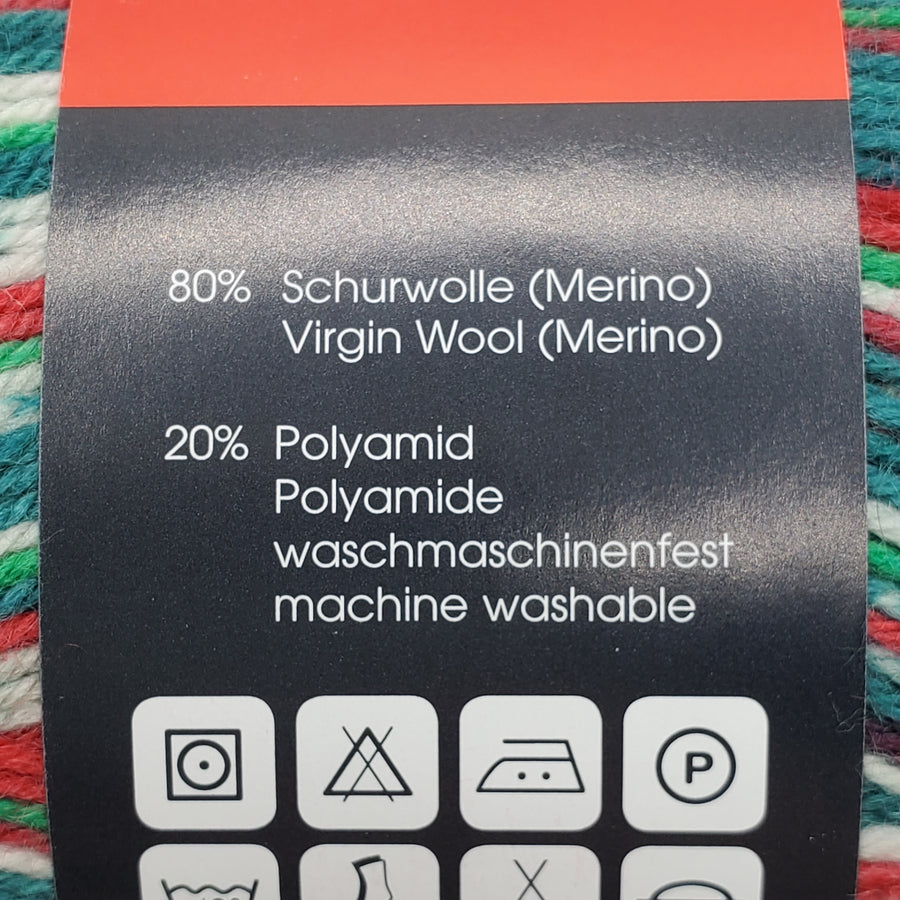 80% Schurwolle (Merino)
Virgin Wool (Merino)
20% Polyamid
Polyamide
waschmaschinenfest
machine washable
P